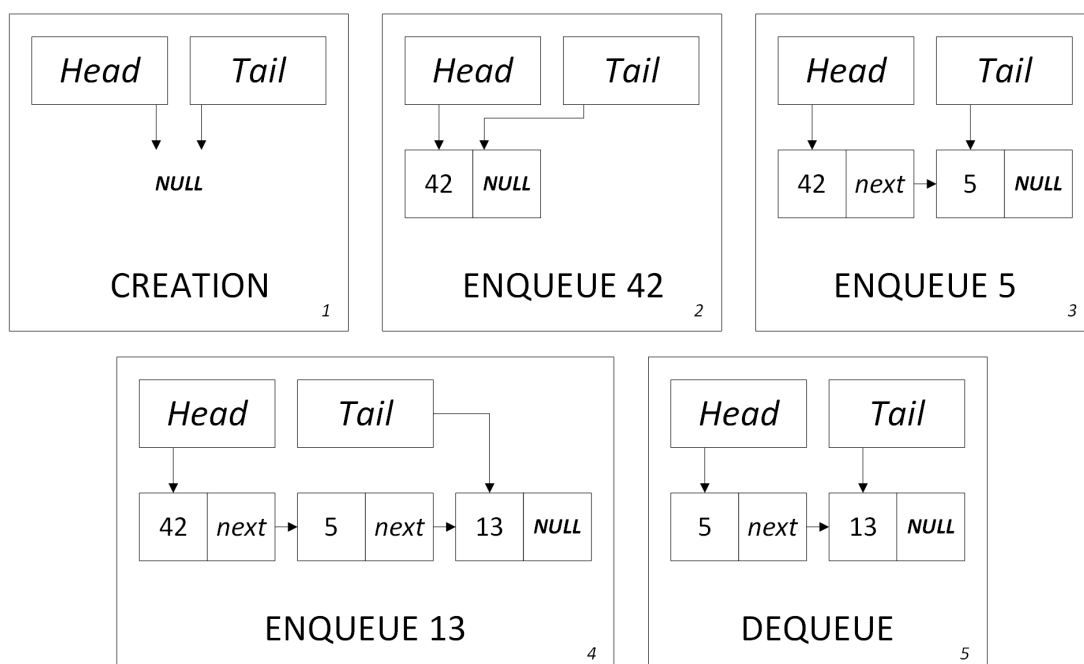 Head Tail
NULL
CREATION
1
Head Tail
42 NULL
ENQUEUE 42
2
Head Tail
42 next 5 NULL
ENQUEUE 5
3
Head Tail
42 next 5 next 13 NULL
ENQUEUE 13
4
Head Tail
5 next 13 NULL
DEQUEUE
5